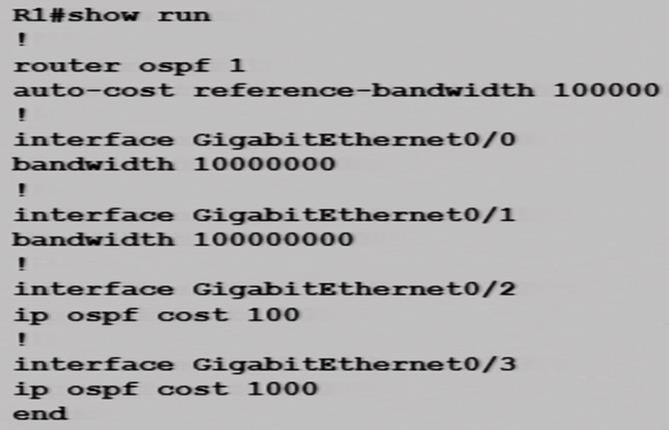 R1#show run
!
router ospf 1
auto-cost reference-bandwidth 100000
!
interface GigabitEthernet0/0
bandwidth 10000000
!
interface GigabitEthernet0/1
bandwidth 100000000
!
interface GigabitEthernet0/2
ip ospf cost 100
!
interface GigabitEthernet0/3
ip ospf cost 1000
end